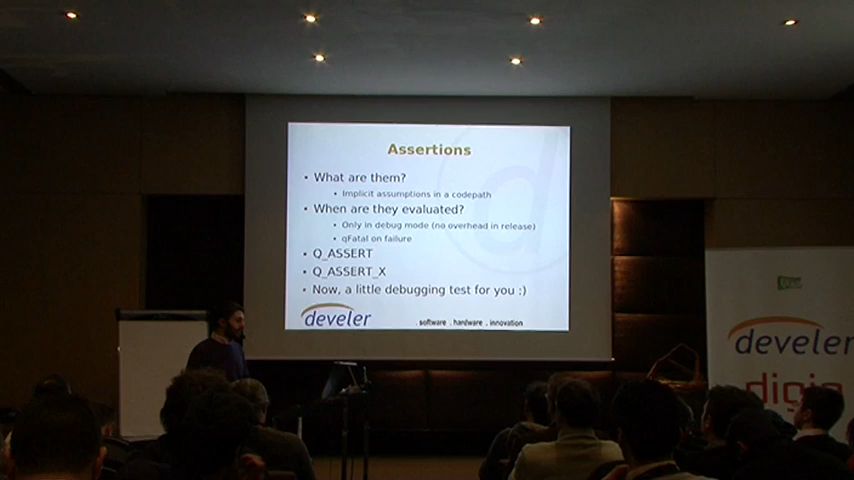 Assertions
• What are them?
• Implicit assumptions in a codepath
• When are they evaluated?
• Only in debug mode (no overhead in release)
• qFatal on failure
• Q_ASSERT
• Q_ASSERT_X
• Now, a little debugging test for you :)
develer
. software . hardware . innovation
develer
digia